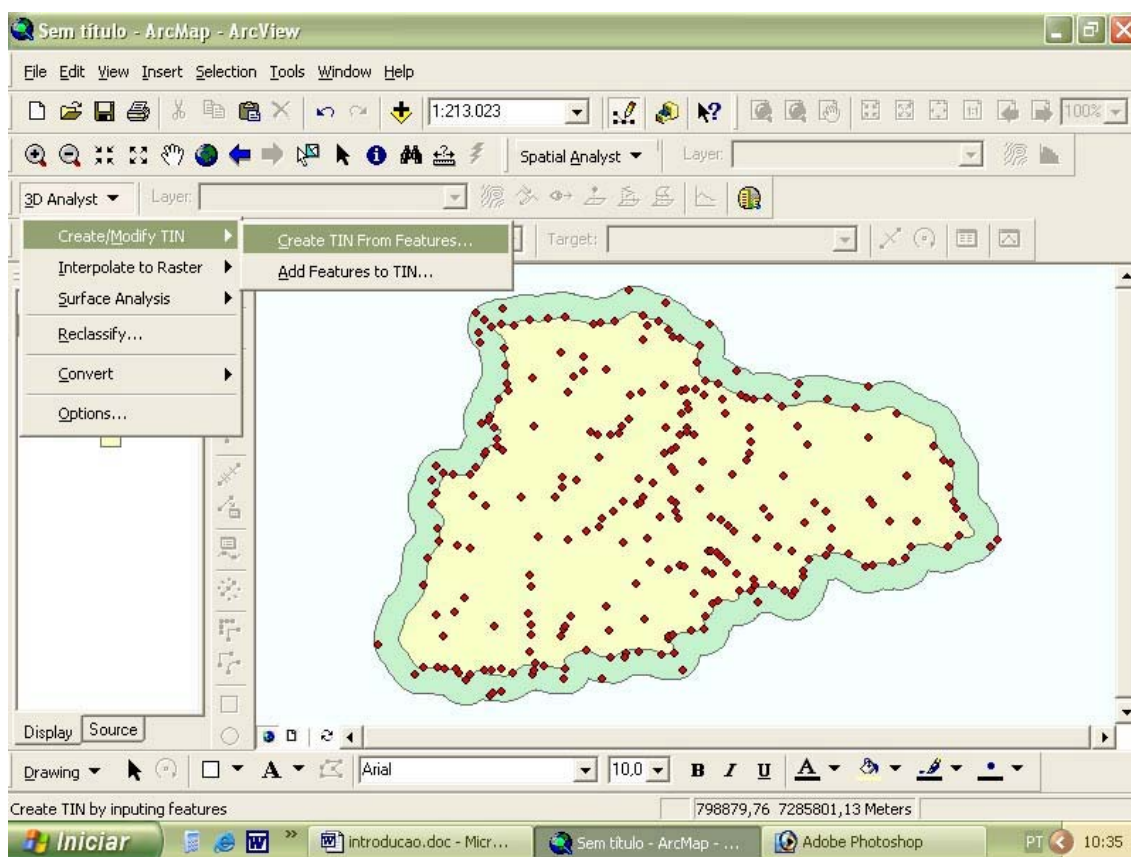 Sem título - ArcMap - ArcView
File Edit View Insert Selection Tools Window Help
1:213.023 100%
Spatial Analyst Layer:
3D Analyst Layer:
Create/Modify TIN
Create TIN From Features...
Target:
Interpolate to Raster
Add Features to TIN...
Surface Analysis
Reclassify...
Convert
Options...
Display Source
Drawing A Arial 10,0 B I U A
Create TIN by inputing features
798879,76 7285801,13 Meters
Iniciar » introducao.doc - Micr... Sem título - ArcMap - ... Adobe Photoshop PT 10:35